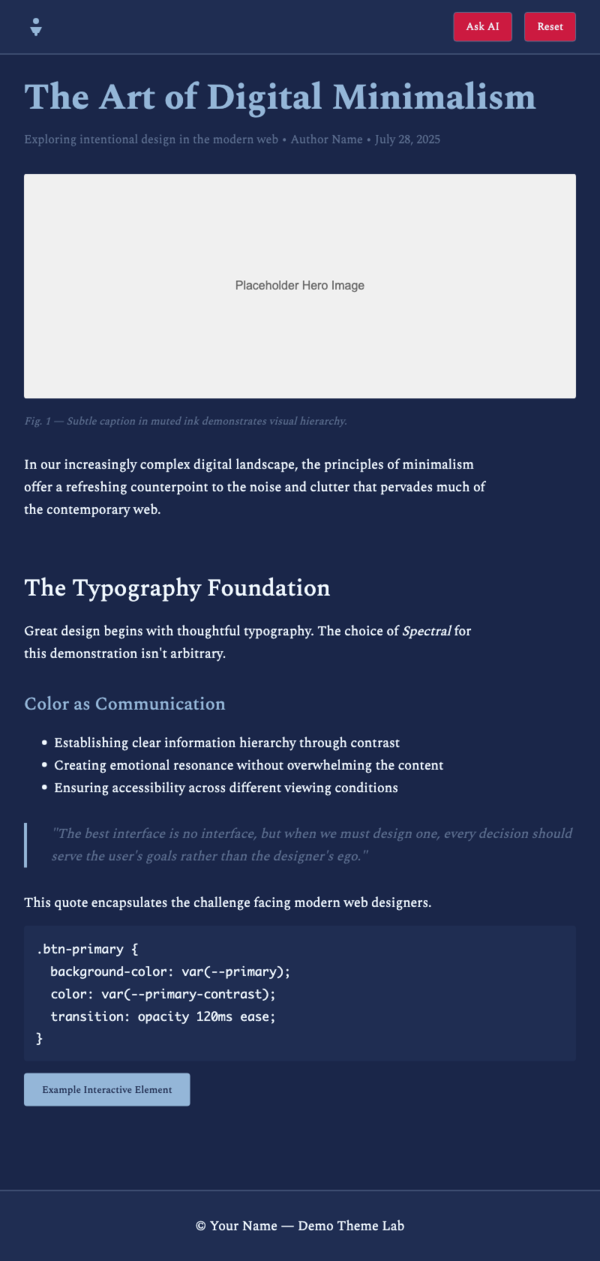 Ask AI
Reset
The Art of Digital Minimalism
Exploring intentional design in the modern web • Author Name • July 28, 2025
Placeholder Hero Image
Fig. 1 — Subtle caption in muted ink demonstrates visual hierarchy.
In our increasingly complex digital landscape, the principles of minimalism
offer a refreshing counterpoint to the noise and clutter that pervades much of
the contemporary web.
The Typography Foundation
Great design begins with thoughtful typography. The choice of Spectral for
this demonstration isn't arbitrary.
Color as Communication
• Establishing clear information hierarchy through contrast
• Creating emotional resonance without overwhelming the content
• Ensuring accessibility across different viewing conditions
"The best interface is no interface, but when we must design one, every decision should
serve the user's goals rather than the designer's ego."
This quote encapsulates the challenge facing modern web designers.
.btn-primary {
  background-color: var(--primary);
  color: var(--primary-contrast);
  transition: opacity 120ms ease;
}
Example Interactive Element
© Your Name — Demo Theme Lab